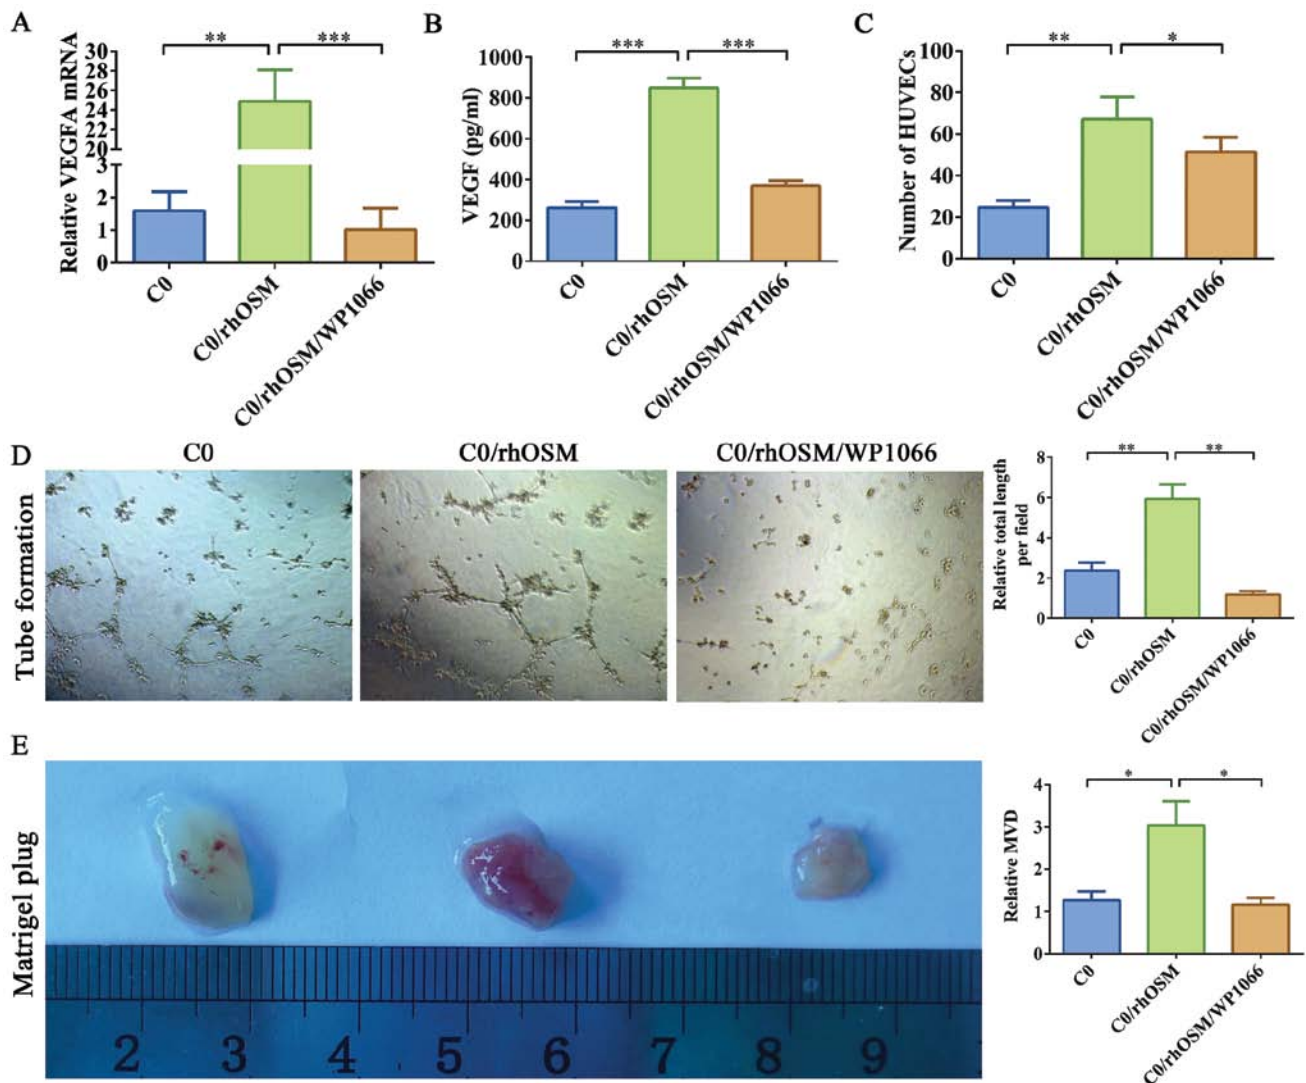 A
**
***
Relative VEGFA mRNA
30
28
26
24
22
20
3
2
1
0
C0
C0/rhOSM
C0/rhOSM/WP1066
B
***
***
VEGF (pg/ml)
1000
800
600
400
200
0
C0
C0/rhOSM
C0/rhOSM/WP1066
C
**
*
Number of HUVECs
100
80
60
40
20
0
C0
C0/rhOSM
C0/rhOSM/WP1066
D
C0
C0/rhOSM
C0/rhOSM/WP1066
Tube formation
**
**
Relative total length
per field
8
6
4
2
0
C0
C0/rhOSM
C0/rhOSM/WP1066
E
Matrigel plug
2 3 4 5 6 7 8 9
*
*
Relative MVD
4
3
2
1
0
C0
C0/rhOSM
C0/rhOSM/WP1066